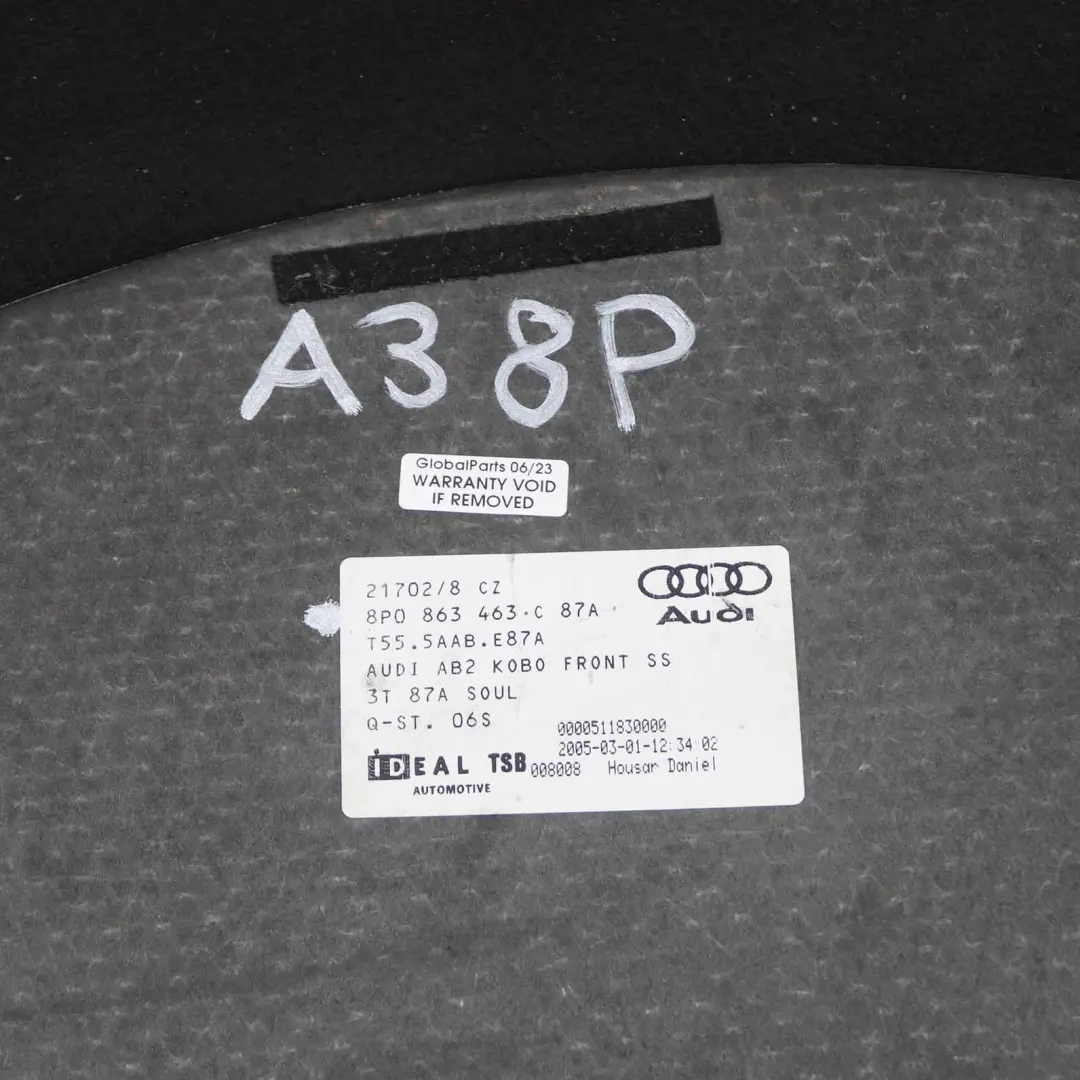 A3 8P
GlobalParts 06/23
WARRANTY VOID
IF REMOVED
21702/8 CZ
8P0 863 463.C 87A
Audi
T55.5AAB.E87A
AUDI AB2 KOBO FRONT SS
3T 87A SOUL
Q-ST. 06S
0000511830000
2005-03-01-12:34:02
iDEAL TSB 008008 Housar Daniel
AUTOMOTIVE